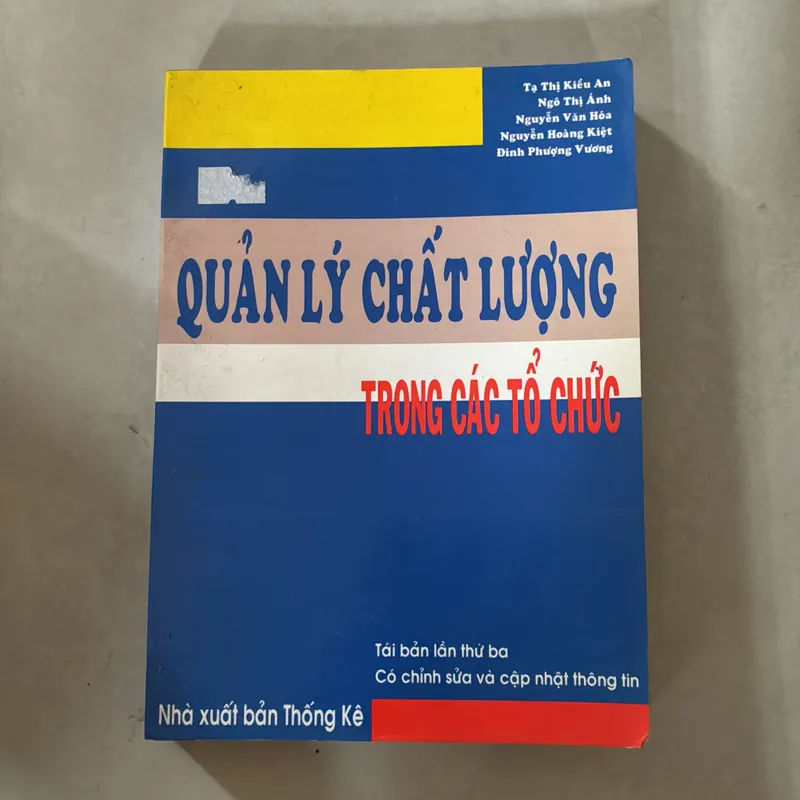 Tạ Thị Kiều An
Ngô Thị Ánh
Nguyễn Văn Hóa
Nguyễn Hoàng Kiệt
Đinh Phượng Vương
QUẢN LÝ CHẤT LƯỢNG
TRONG CÁC TỔ CHỨC
Tái bản lần thứ ba
Có chỉnh sửa và cập nhật thông tin
Nhà xuất bản Thống Kê